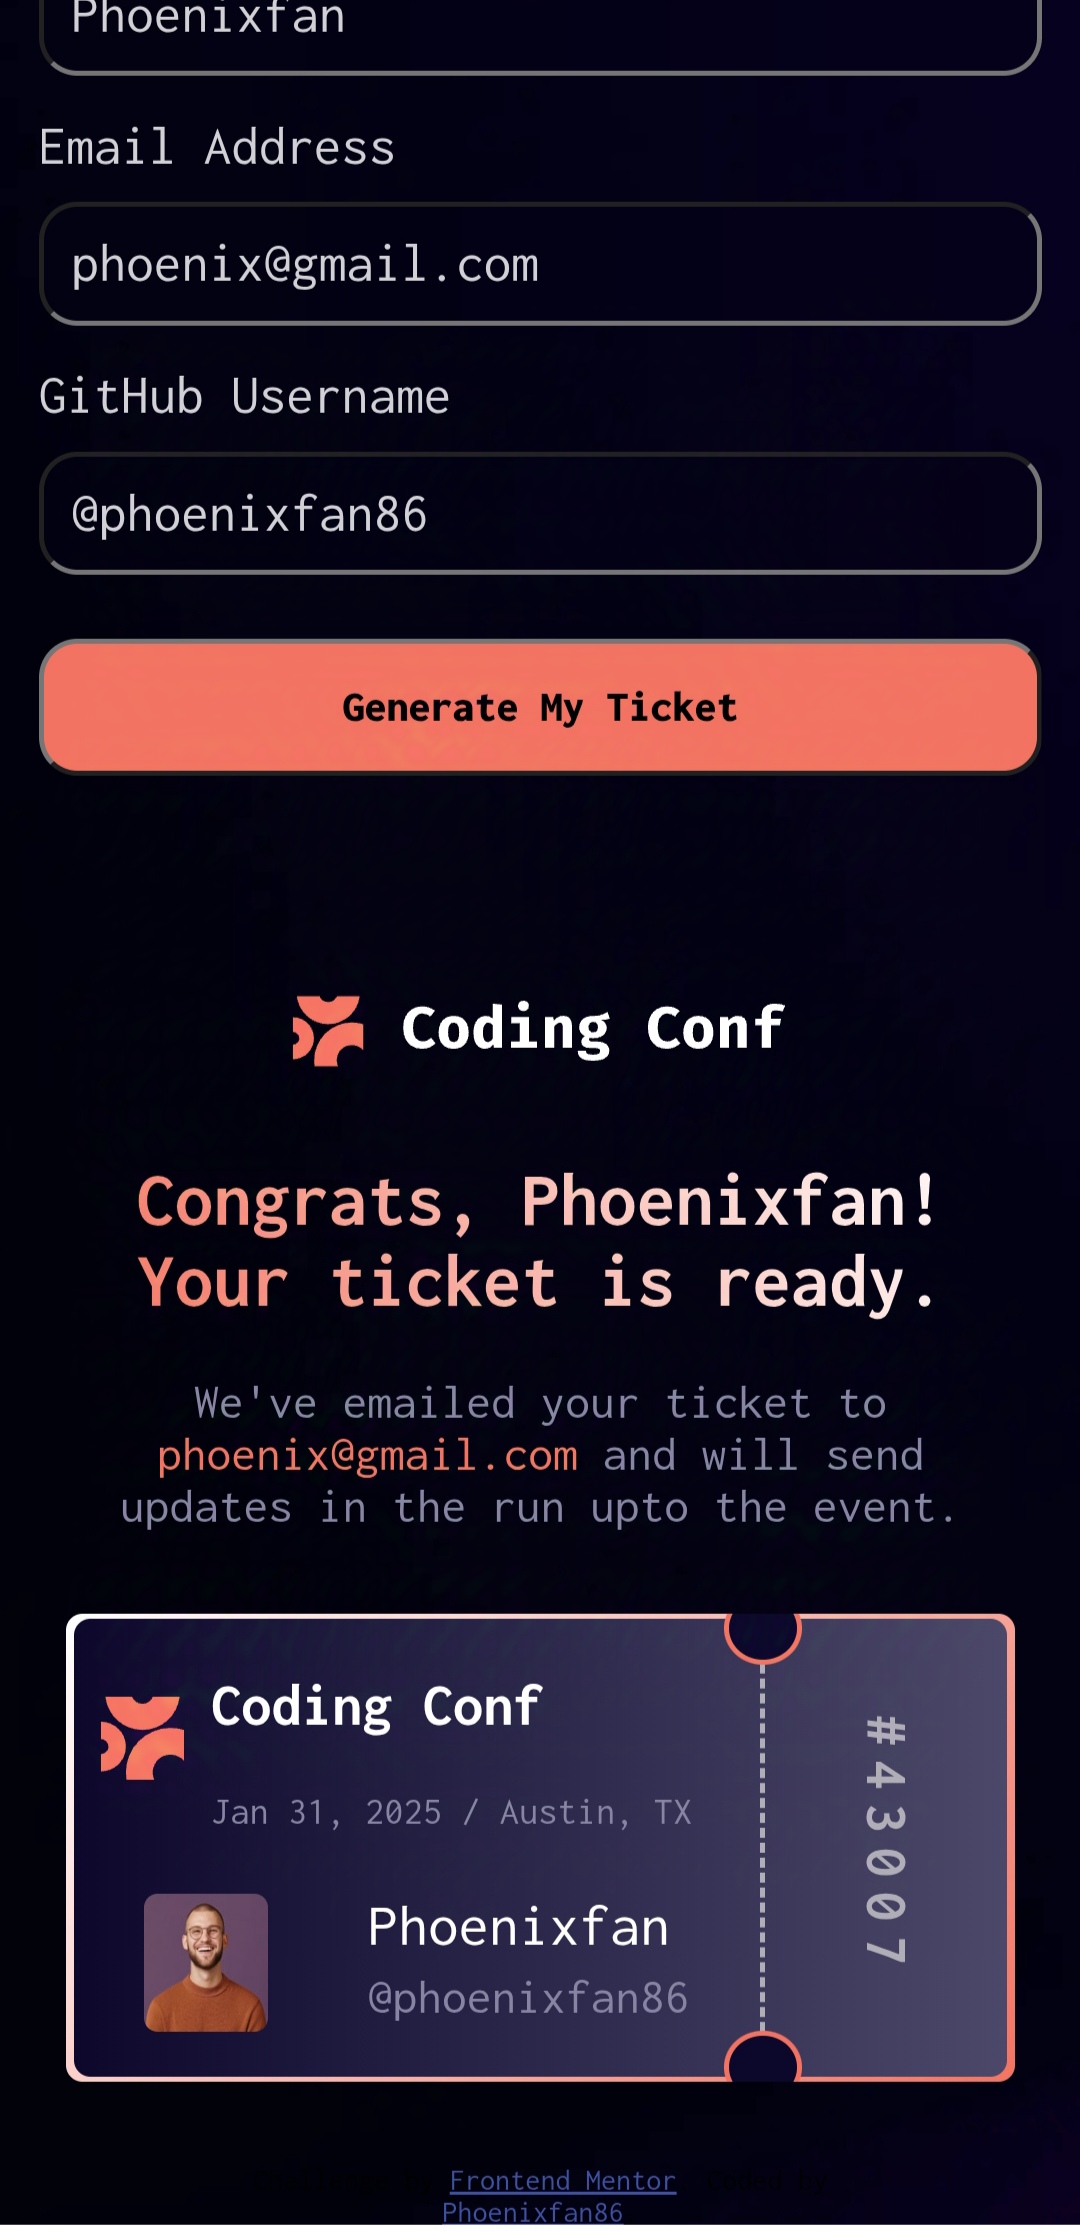 Phoenixfan
Email Address
phoenix@gmail.com
GitHub Username
@phoenixfan86
Generate My Ticket
Coding Conf
Congrats, Phoenixfan!
Your ticket is ready.
We've emailed your ticket to
phoenix@gmail.com and will send
updates in the run upto the event.
Coding Conf
Jan 31, 2025 / Austin, TX
Phoenixfan
@phoenixfan86
#43007
Frontend Mentor
Phoenixfan86